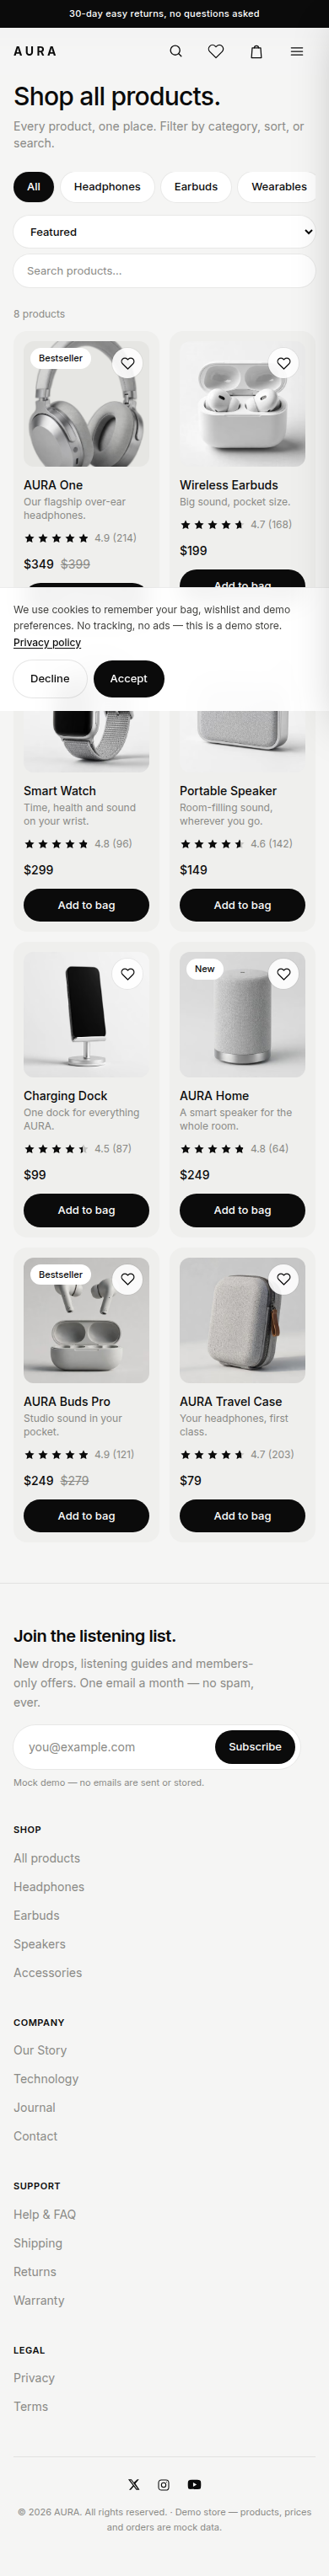 30-day easy returns, no questions asked
AURA
Shop all products.
Every product, one place. Filter by category, sort, or
search.
All
Headphones
Earbuds
Wearables
Featured
Search products...
8 products
Bestseller
AURA One
Our flagship over-ear
headphones.
4.9 (214)
$349 $399
Wireless Earbuds
Big sound, pocket size.
4.7 (168)
$199
Add to bag
We use cookies to remember your bag, wishlist and demo
preferences. No tracking, no ads — this is a demo store.
Privacy policy
Decline
Accept
Smart Watch
Time, health and sound
on your wrist.
4.8 (96)
$299
Add to bag
Portable Speaker
Room-filling sound,
wherever you go.
4.6 (142)
$149
Add to bag
Charging Dock
One dock for everything
AURA.
4.5 (87)
$99
Add to bag
New
AURA Home
A smart speaker for the
whole room.
4.8 (64)
$249
Add to bag
Bestseller
AURA Buds Pro
Studio sound in your
pocket.
4.9 (121)
$249 $279
Add to bag
AURA Travel Case
Your headphones, first
class.
4.7 (203)
$79
Add to bag
Join the listening list.
New drops, listening guides and members-
only offers. One email a month — no spam,
ever.
you@example.com
Subscribe
Mock demo — no emails are sent or stored.
SHOP
All products
Headphones
Earbuds
Speakers
Accessories
COMPANY
Our Story
Technology
Journal
Contact
SUPPORT
Help & FAQ
Shipping
Returns
Warranty
LEGAL
Privacy
Terms
© 2026 AURA. All rights reserved. · Demo store — products, prices
and orders are mock data.